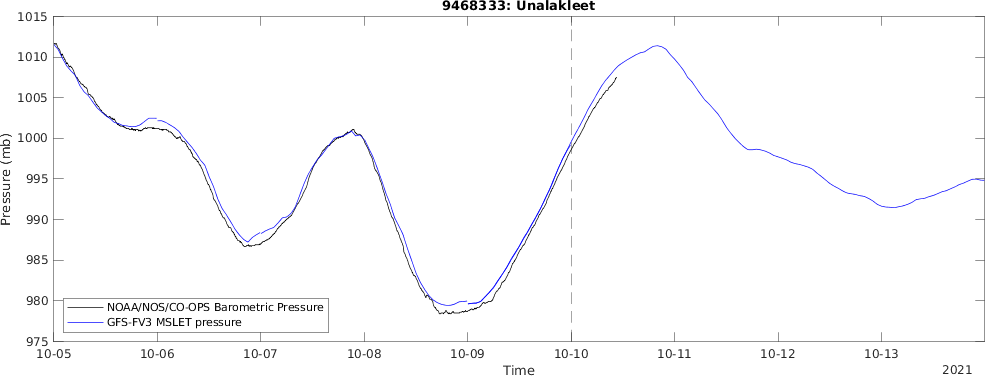 9468333: Unalakleet
1015
1010
1005
1000
995
990
985
980
975
Pressure (mb)
NOAA/NOS/CO-OPS Barometric Pressure
GFS-FV3 MSLET pressure
10-05 10-06 10-07 10-08 10-09 10-10 10-11 10-12 10-13
Time
2021